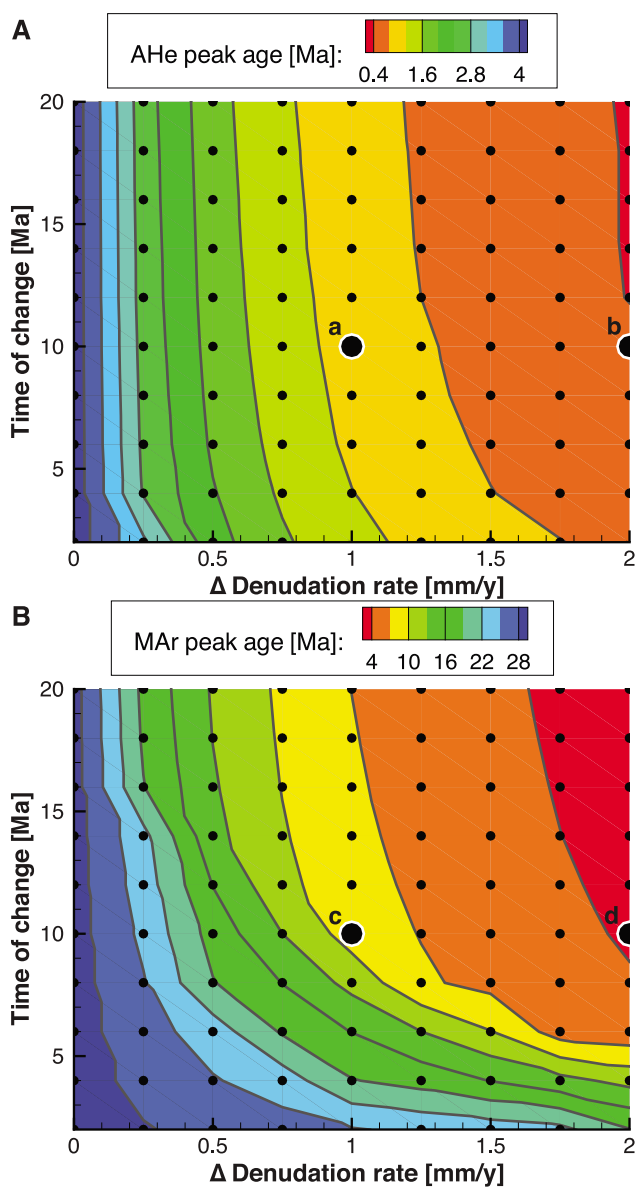 A
AHe peak age [Ma]:
0.4 1.6 2.8 4
20
15
10
5
Time of change [Ma]
a
b
0 0.5 1 1.5 2
Δ Denudation rate [mm/y]
B
MAr peak age [Ma]:
4 10 16 22 28
20
15
10
5
Time of change [Ma]
c
d
0 0.5 1 1.5 2
Δ Denudation rate [mm/y]